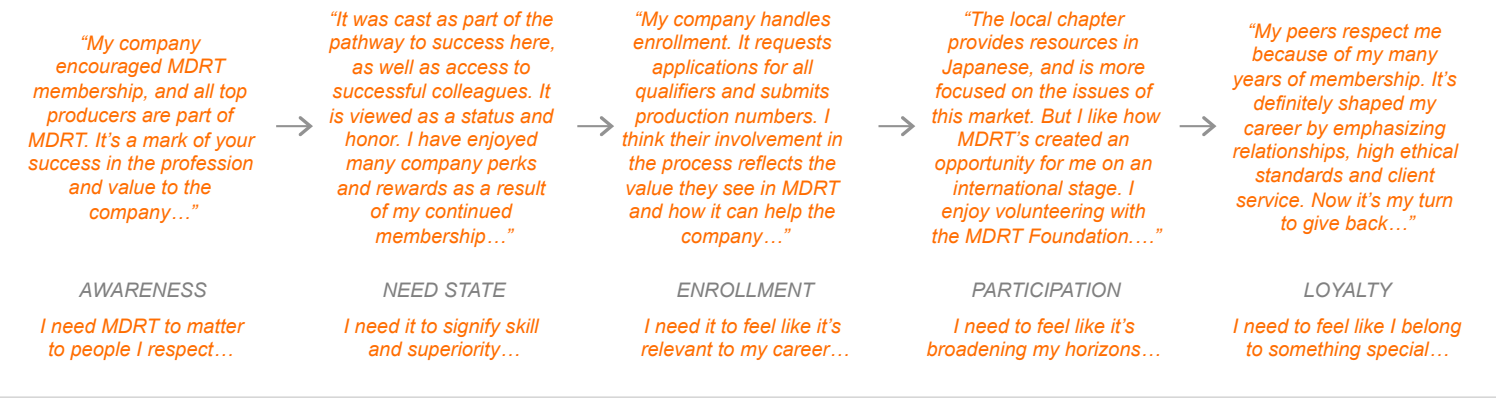 “My company
encouraged MDRT
membership, and all top
producers are part of
MDRT. It’s a mark of your
success in the profession
and value to the
company…”
“It was cast as part of the
pathway to success here,
as well as access to
successful colleagues. It
is viewed as a status and
honor. I have enjoyed
many company perks
and rewards as a result
of my continued
membership…”
“My company handles
enrollment. It requests
applications for all
qualifiers and submits
production numbers. I
think their involvement in
the process reflects the
value they see in MDRT
and how it can help the
company…”
“The local chapter
provides resources in
Japanese, and is more
focused on the issues of
this market. But I like how
MDRT’s created an
opportunity for me on an
international stage. I
enjoy volunteering with
the MDRT Foundation.…”
“My peers respect me
because of my many
years of membership. It’s
definitely shaped my
career by emphasizing
relationships, high ethical
standards and client
service. Now it’s my turn
to give back…”
AWARENESS
I need MDRT to matter
to people I respect…
NEED STATE
I need it to signify skill
and superiority…
ENROLLMENT
I need it to feel like it’s
relevant to my career…
PARTICIPATION
I need to feel like it’s
broadening my horizons…
LOYALTY
I need to feel like I belong
to something special…